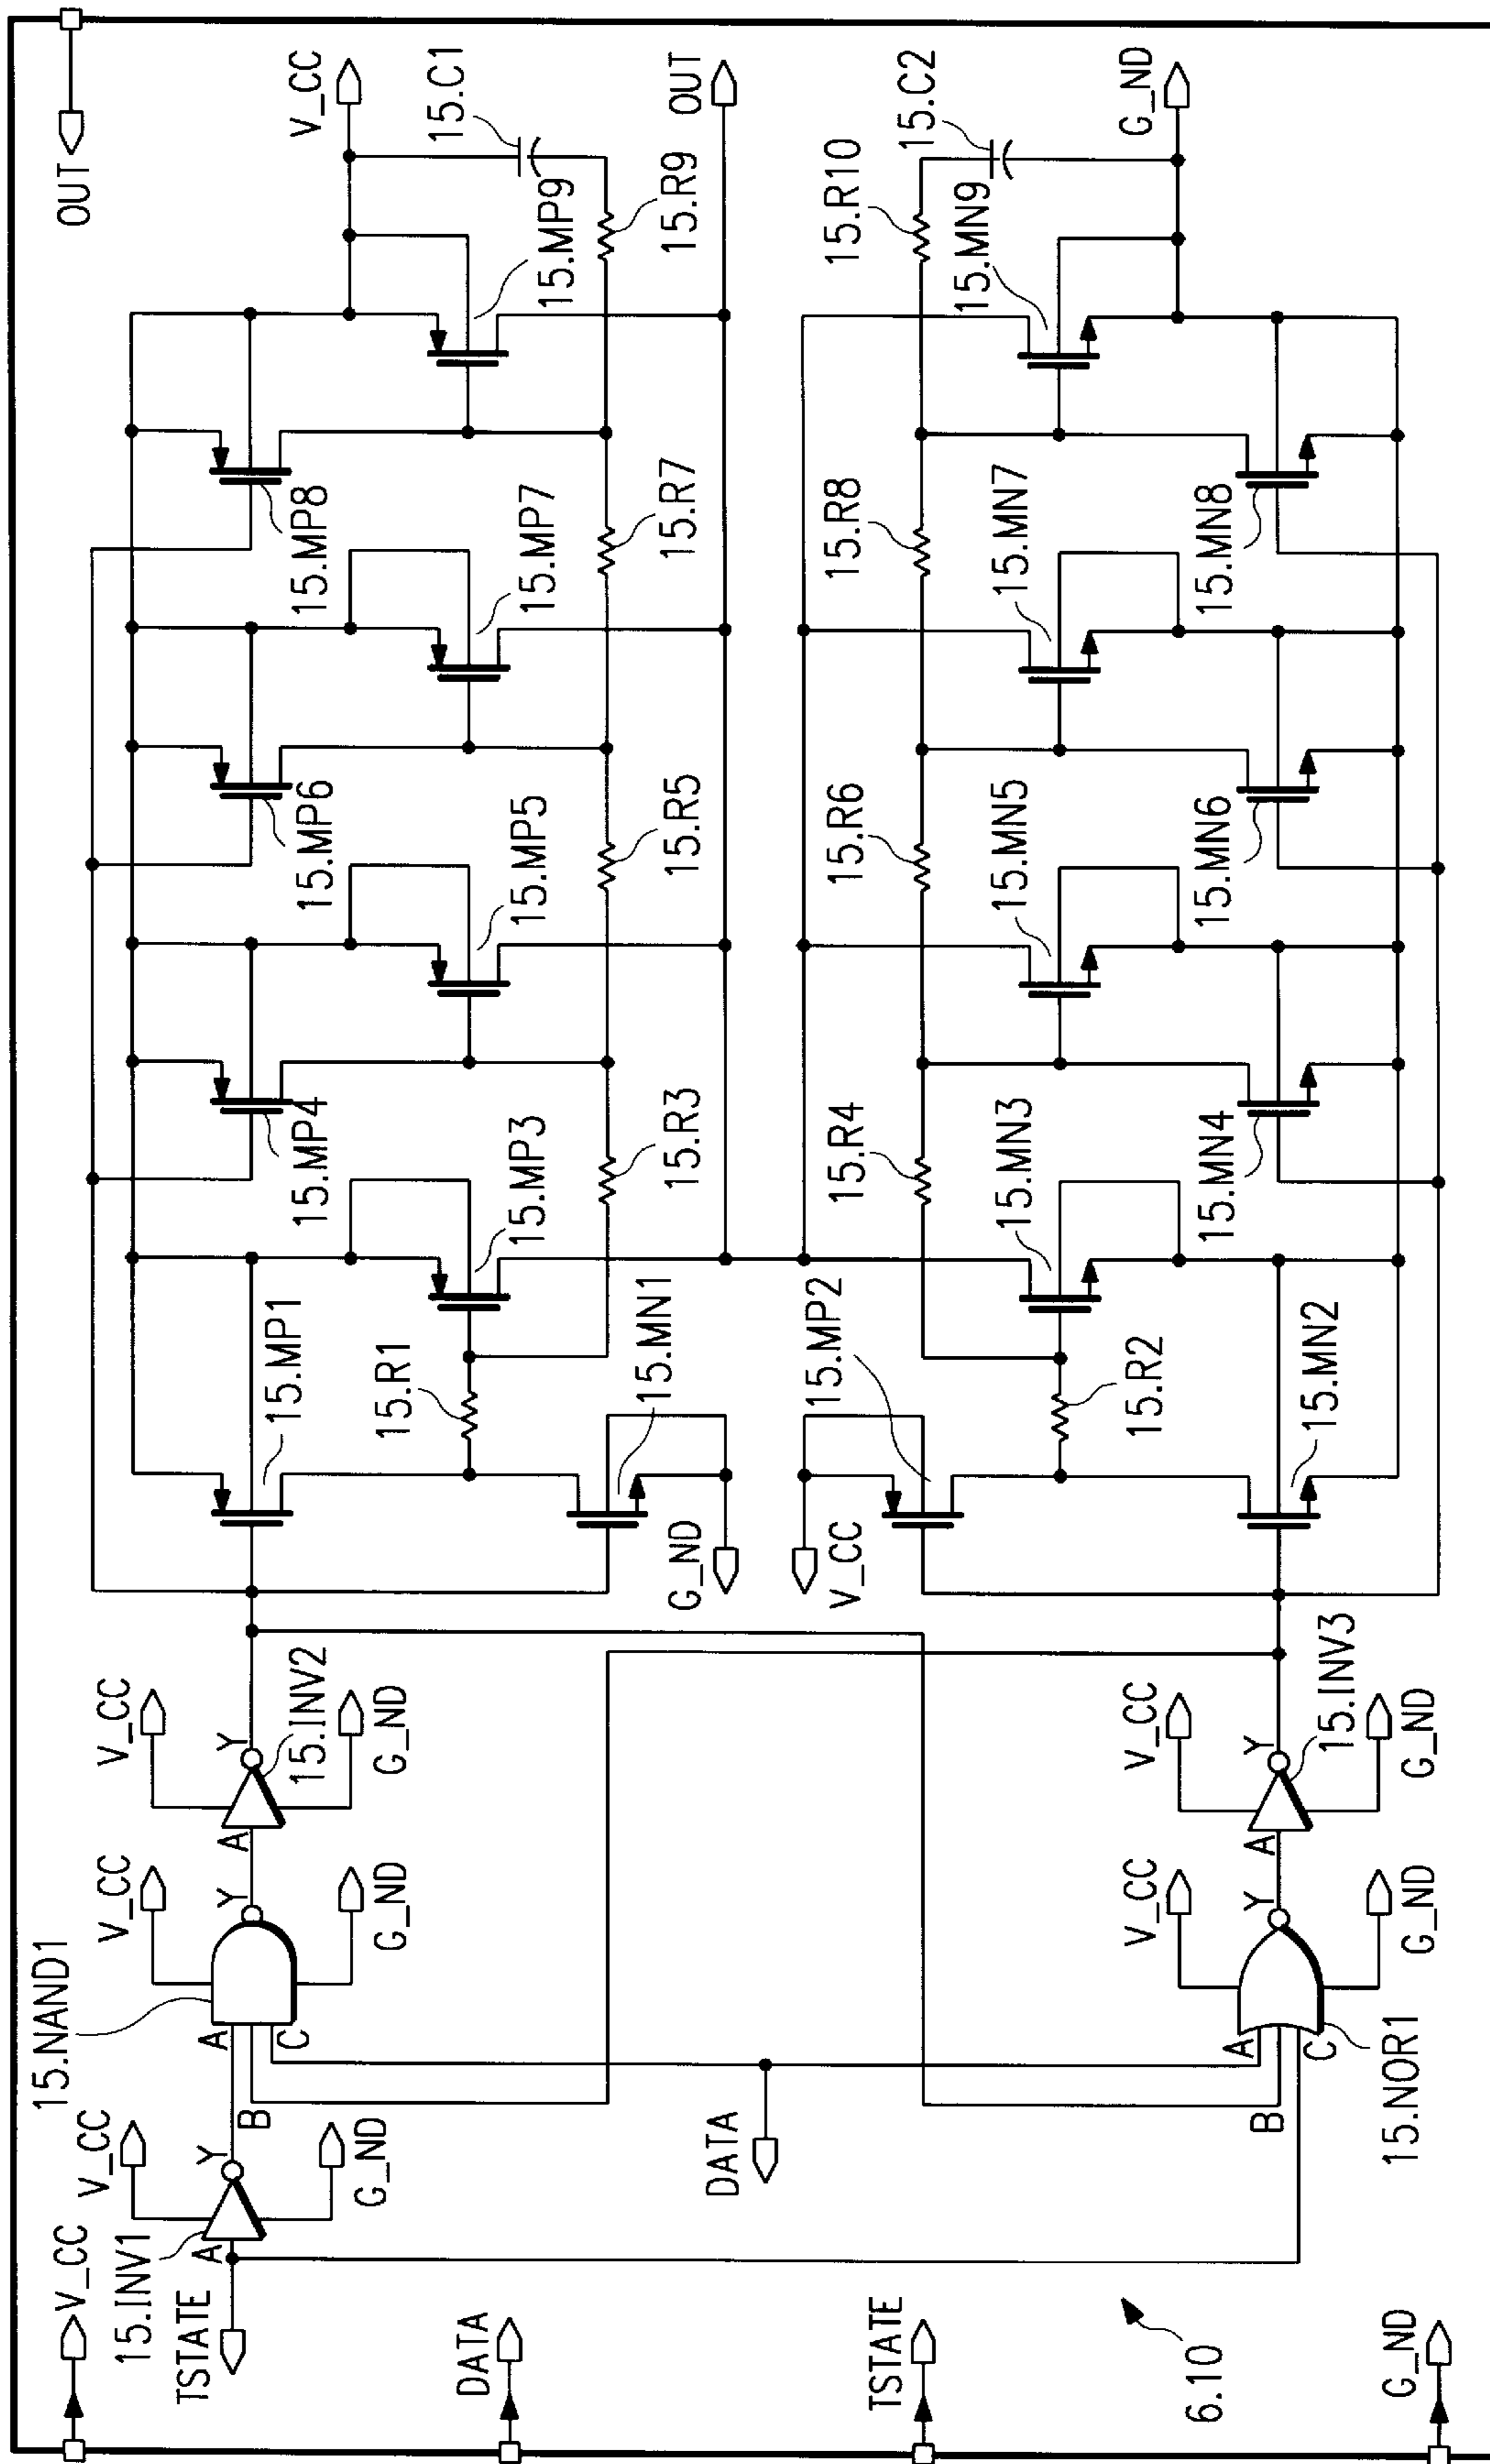 OUT
V_CC
15.C1
15.MP9
15.R9
OUT
15.R10
15.C2
15.MN9
G_ND
15.MP8
15.MP7
15.R7
15.R8
15.MN7
15.MN8
15.MP6
15.MP5
15.R5
15.R6
15.MN5
15.MN6
15.MP4
15.MP3
15.R3
15.R4
15.MN3
15.MN4
15.MP1
15.R1
15.MN1
15.MP2
15.R2
15.MN2
G_ND
V_CC
V_CC
Y
15.INV2
A
G_ND
V_CC
Y
15.INV3
A
G_ND
15.NAND1
V_CC
Y
G_ND
A
B
C
V_CC
Y
G_ND
A
B
C
15.NOR1
V_CC
Y
G_ND
15.INV1
A
TSTATE
DATA
V_CC
DATA
TSTATE
G_ND
6.10